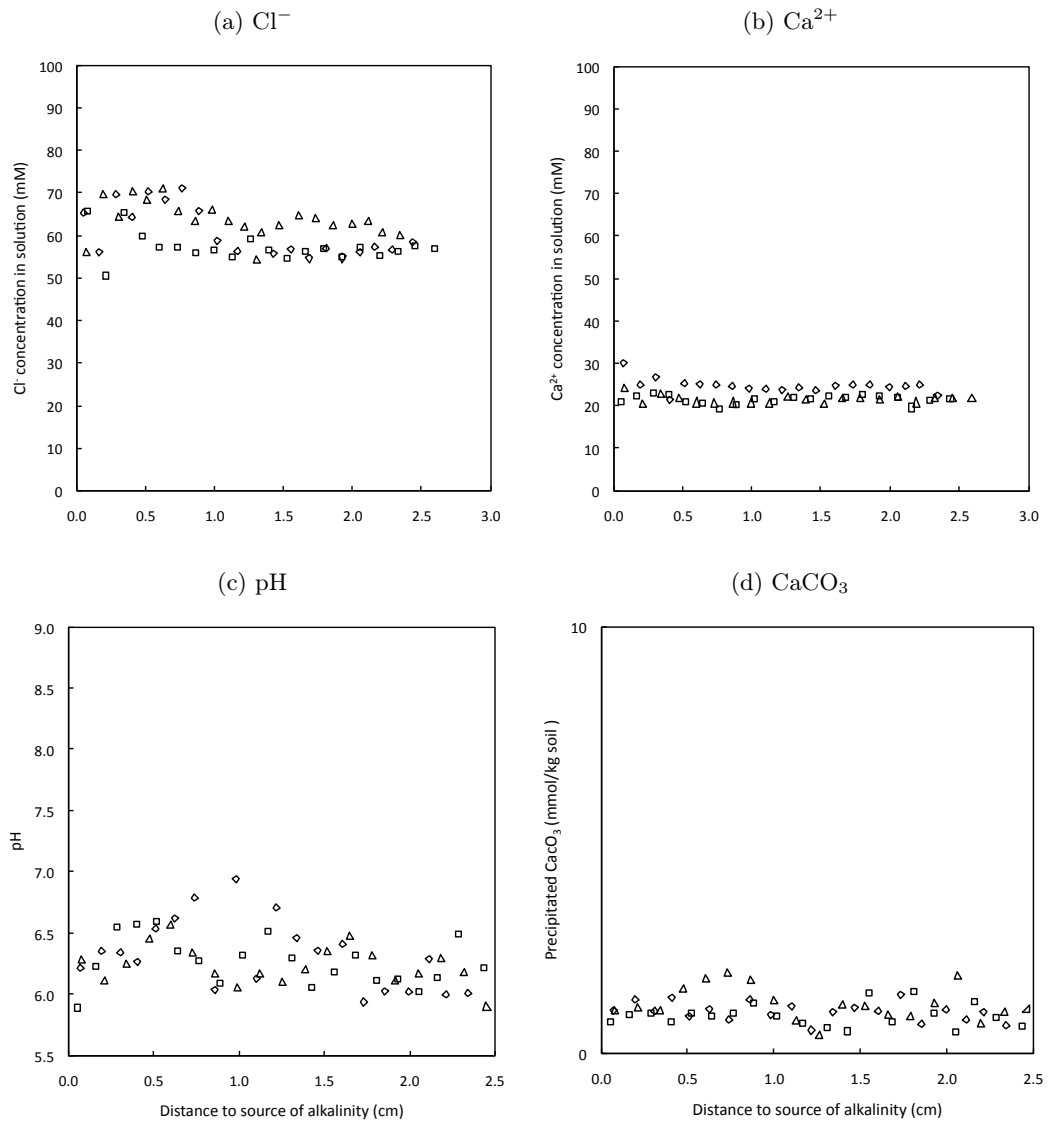 (a) Cl⁻
(b) Ca²⁺
Cl⁻ concentration in solution (mM)
100
90
80
70
60
50
40
30
20
10
0
0.0 0.5 1.0 1.5 2.0 2.5 3.0
Ca²⁺ concentration in solution (mM)
100
90
80
70
60
50
40
30
20
10
0
0.0 0.5 1.0 1.5 2.0 2.5 3.0
(c) pH
(d) CaCO₃
pH
9.0
8.5
8.0
7.5
7.0
6.5
6.0
5.5
0.0 0.5 1.0 1.5 2.0 2.5
Distance to source of alkalinity (cm)
Precipitated CacO₃ (mmol/kg soil )
10
0
0.0 0.5 1.0 1.5 2.0 2.5
Distance to source of alkalinity (cm)